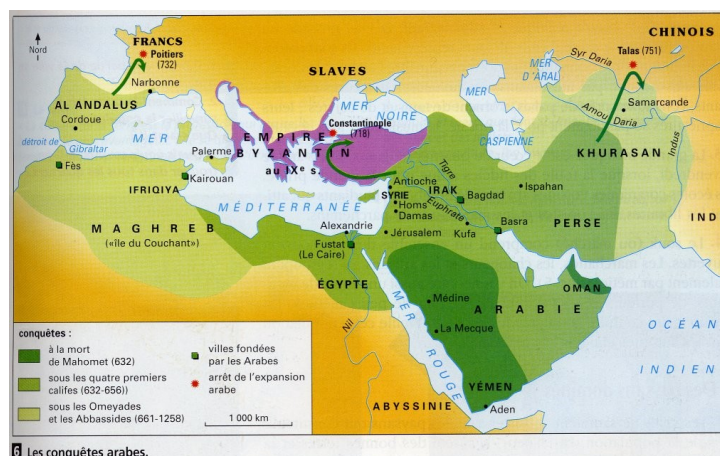 Nord
FRANCS
Poitiers
(732)
Narbonne
AL ANDALUS
Cordoue
détroit de
Gibraltar
MER
MÉDITERRANÉE
SLAVES
MER
NOIRE
Constantinople
(718)
EMPIRE
BYZANTIN
au IXe s.
MER
CASPIENNE
MER
D'ARAL
Syr Daria
Amou
Daria
CHINOIS
Talas (751)
Samarcande
KHURASAN
Indus
IND
Fès
Palerme
Kairouan
IFRIQIYA
MAGHREB
(«île du Couchant»)
Antioche
SYRIE
Homs
Damas
Jérusalem
Tigre
IRAK
Bagdad
Euphrate
Kufa
Basra
Ispahan
PERSE
Alexandrie
Fustat
(Le Caire)
ÉGYPTE
Nil
MER
ROUGE
Médine
La Mecque
ARABIE
OMAN
YÉMEN
Aden
ABYSSINIE
OCÉAN
INDIEN
conquêtes :
à la mort
de Mahomet (632)
sous les quatre premiers
califes (632-656))
sous les Omeyades
et les Abbassides (661-1258)
villes fondées
par les Arabes
arrêt de l'expansion
arabe
1 000 km
6 Les conquêtes arabes.